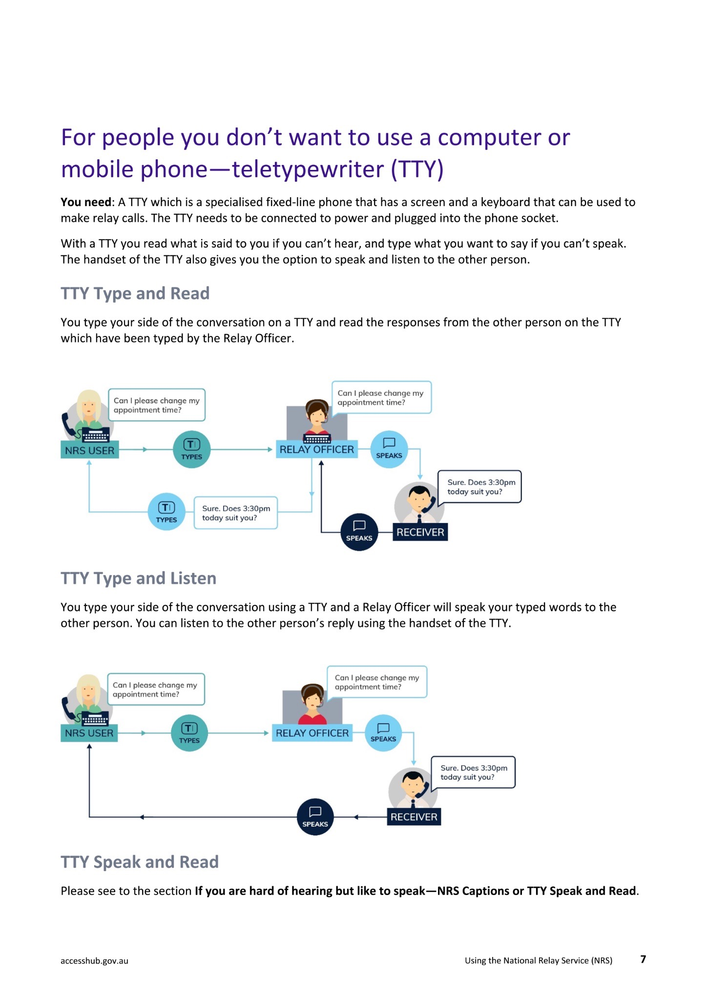 For people you don’t want to use a computer or
mobile phone—teletypewriter (TTY)
You need: A TTY which is a specialised fixed-line phone that has a screen and a keyboard that can be used to
make relay calls. The TTY needs to be connected to power and plugged into the phone socket.
With a TTY you read what is said to you if you can’t hear, and type what you want to say if you can’t speak.
The handset of the TTY also gives you the option to speak and listen to the other person.
TTY Type and Read
You type your side of the conversation on a TTY and read the responses from the other person on the TTY
which have been typed by the Relay Officer.
Can I please change my
appointment time?
NRS USER
T
TYPES
Can I please change my
appointment time?
RELAY OFFICER
SPEAKS
Sure. Does 3:30pm
today suit you?
RECEIVER
SPEAKS
Sure. Does 3:30pm
today suit you?
T
TYPES
TTY Type and Listen
You type your side of the conversation using a TTY and a Relay Officer will speak your typed words to the
other person. You can listen to the other person’s reply using the handset of the TTY.
Can I please change my
appointment time?
NRS USER
T
TYPES
Can I please change my
appointment time?
RELAY OFFICER
SPEAKS
Sure. Does 3:30pm
today suit you?
RECEIVER
SPEAKS
TTY Speak and Read
Please see to the section If you are hard of hearing but like to speak—NRS Captions or TTY Speak and Read.
accesshub.gov.au
Using the National Relay Service (NRS) 7